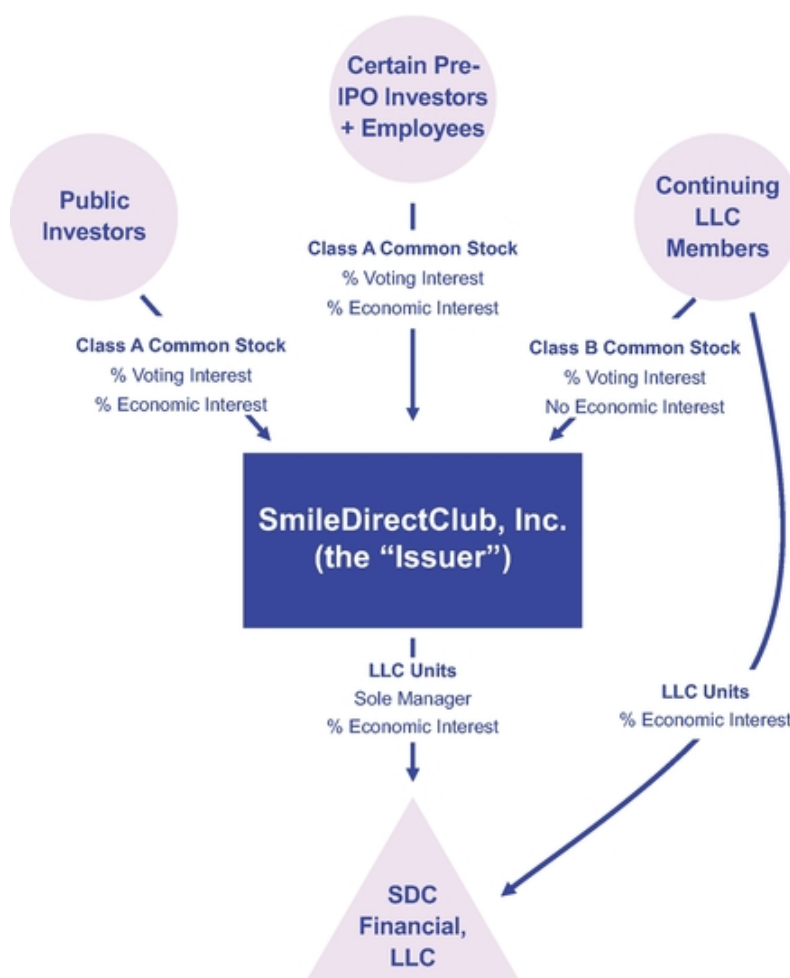 Certain Pre-
IPO Investors
+ Employees
Public
Investors
Continuing
LLC
Members
Class A Common Stock
% Voting Interest
% Economic Interest
Class A Common Stock
% Voting Interest
% Economic Interest
Class B Common Stock
% Voting Interest
No Economic Interest
SmileDirectClub, Inc.
(the “Issuer”)
LLC Units
Sole Manager
% Economic Interest
LLC Units
% Economic Interest
SDC
Financial,
LLC